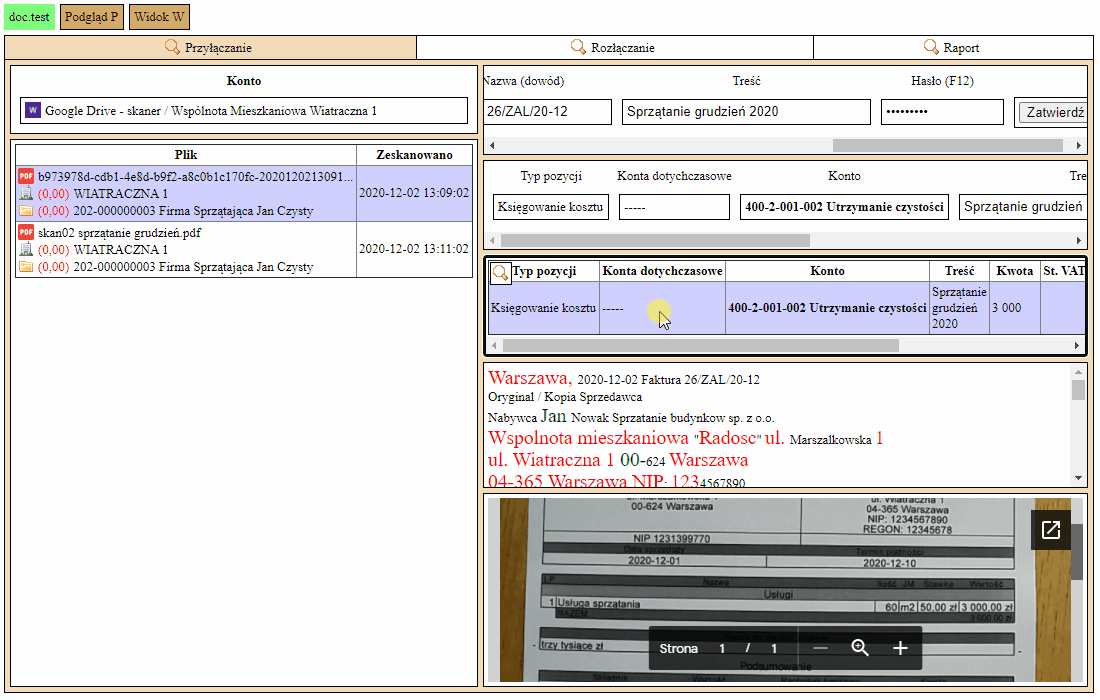 doc.test Podgląd P Widok W
Przyłączanie Rozłączanie Raport
Konto
W Google Drive - skaner / Wspólnota Mieszkaniowa Wiatraczna 1
Plik Zeskanowano
PDF b973978d-cdb1-4e8d-b9f2-a8c0b1c170fc-2020120213091...
(0,00) WIATRACZNA 1 2020-12-02 13:09:02
(0,00) 202-000000003 Firma Sprzątająca Jan Czysty
PDF skan02 sprzątanie grudzień.pdf
(0,00) WIATRACZNA 1 2020-12-02 13:11:02
(0,00) 202-000000003 Firma Sprzątająca Jan Czysty
Nazwa (dowód) Treść Hasło (F12)
26/ZAL/20-12 Sprzątanie grudzień 2020 ••••••••• Zatwierdź
Typ pozycji Konta dotychczasowe Konto Tre
Księgowanie kosztu ----- 400-2-001-002 Utrzymanie czystości Sprzątanie grudzień
Typ pozycji Konta dotychczasowe Konto Treść Kwota St. VAT
Księgowanie kosztu ----- 400-2-001-002 Utrzymanie czystości Sprzątanie grudzień 2020 3 000
Warszawa, 2020-12-02 Faktura 26/ZAL/20-12
Oryginal / Kopia Sprzedawca
Nabywca Jan Nowak Sprzatanie budynkow sp. z o.o.
Wspolnota mieszkaniowa "Radosc" ul. Marszalkowska 1
ul. Wiatraczna 1 00-624 Warszawa
04-365 Warszawa NIP: 1234567890
ul. Marszałkowska 1 ul. Wiatraczna 1
00-624 Warszawa 04-365 Warszawa
NIP: 1234567890
REGON: 12345678
NIP 1231399770
Data sprzedaży Termin płatności
2020-12-01 2020-12-10
LP Nazwa Ilość JM Stawka Wartość
Usługi
1 Usługa sprzątania 60 m2 50,00 zł 3 000,00 zł
RAZEM 3 000,00 zł
trzy tysiące zł
Strona 1 / 1
Podsumowanie